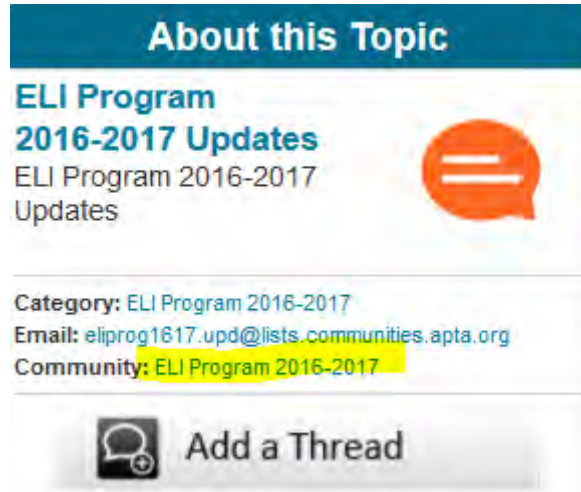 About this Topic
ELI Program
2016-2017 Updates
ELI Program 2016-2017
Updates
Category: ELI Program 2016-2017
Email: eliprog1617.upd@lists.communities.apta.org
Community: ELI Program 2016-2017
Add a Thread